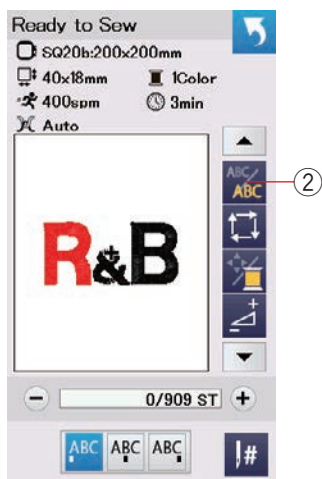 Ready to Sew
SQ20b:200x200mm
40x18mm 1Color
400spm 3min
Auto
ABC
ABC
2
R&B
− 0/909 ST +
ABC ABC ABC #